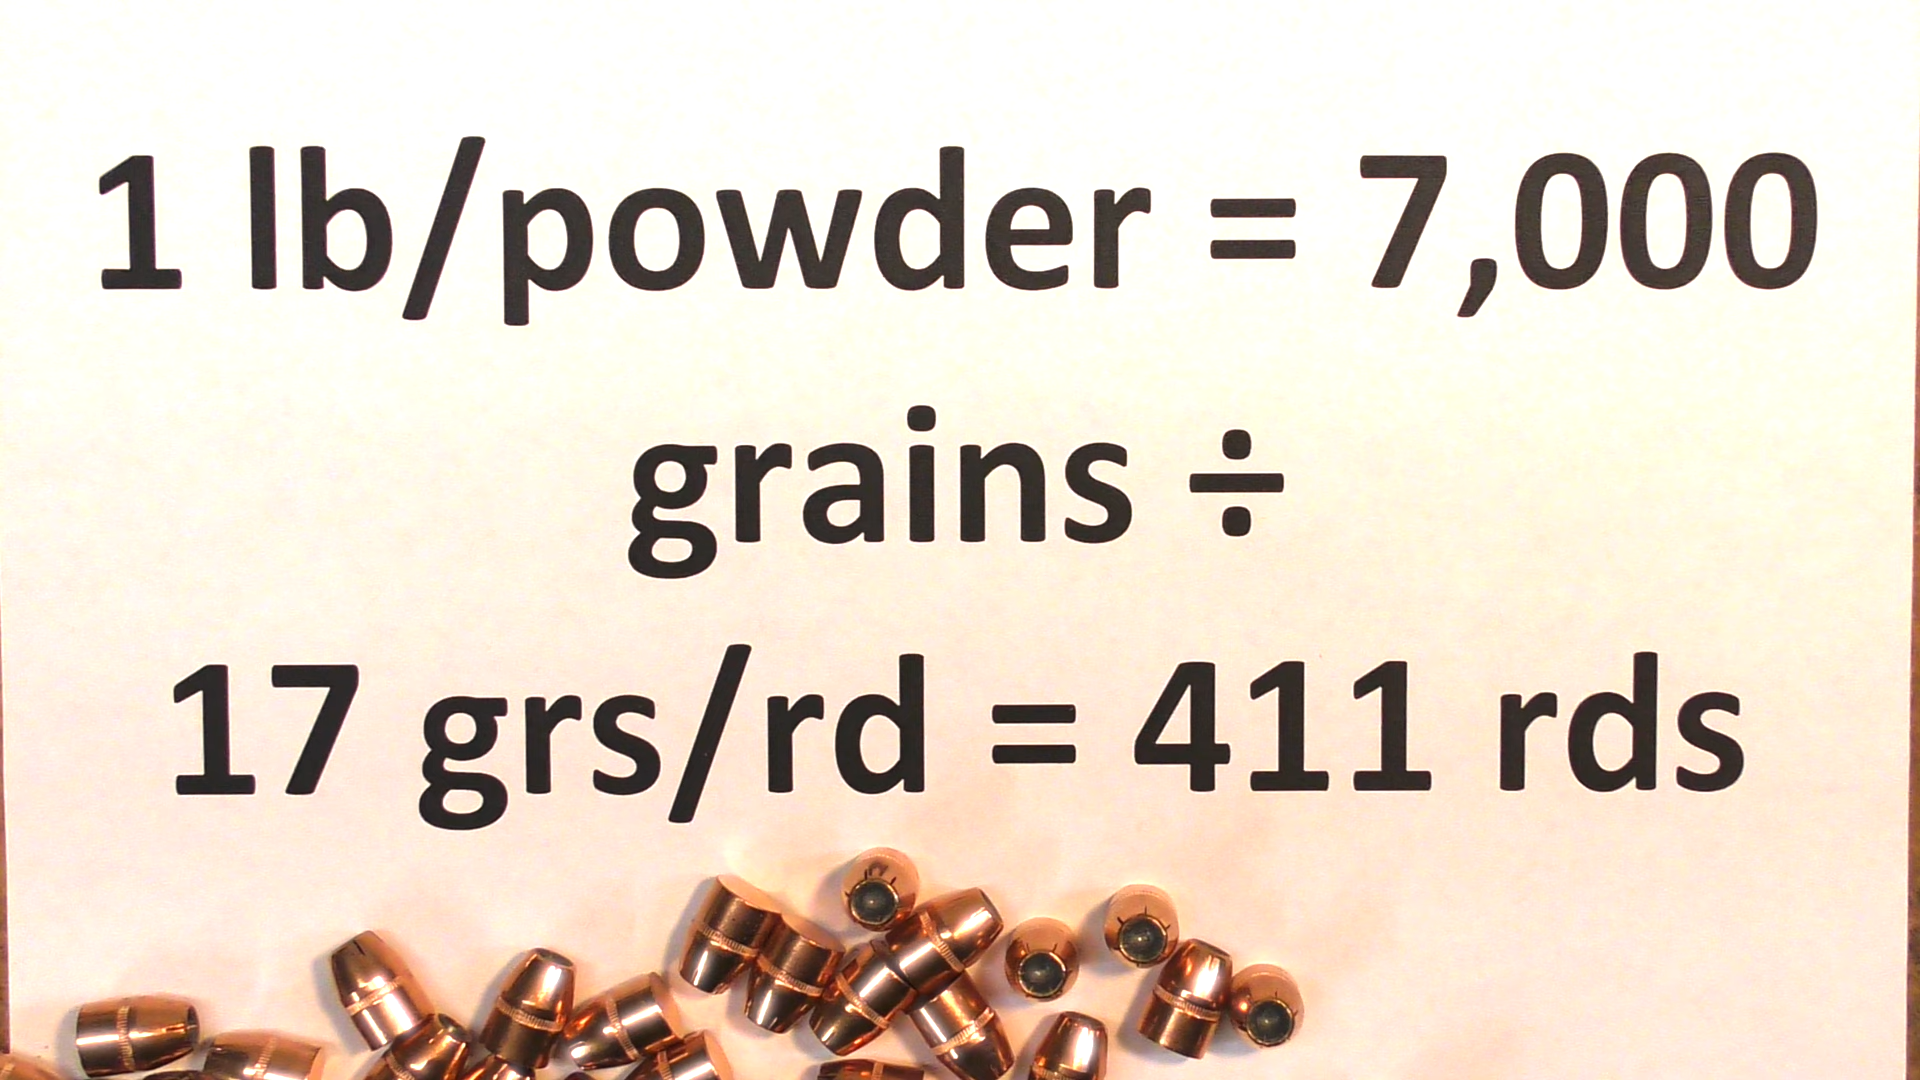 1 lb/powder = 7,000
grains ÷
17 grs/rd = 411 rds